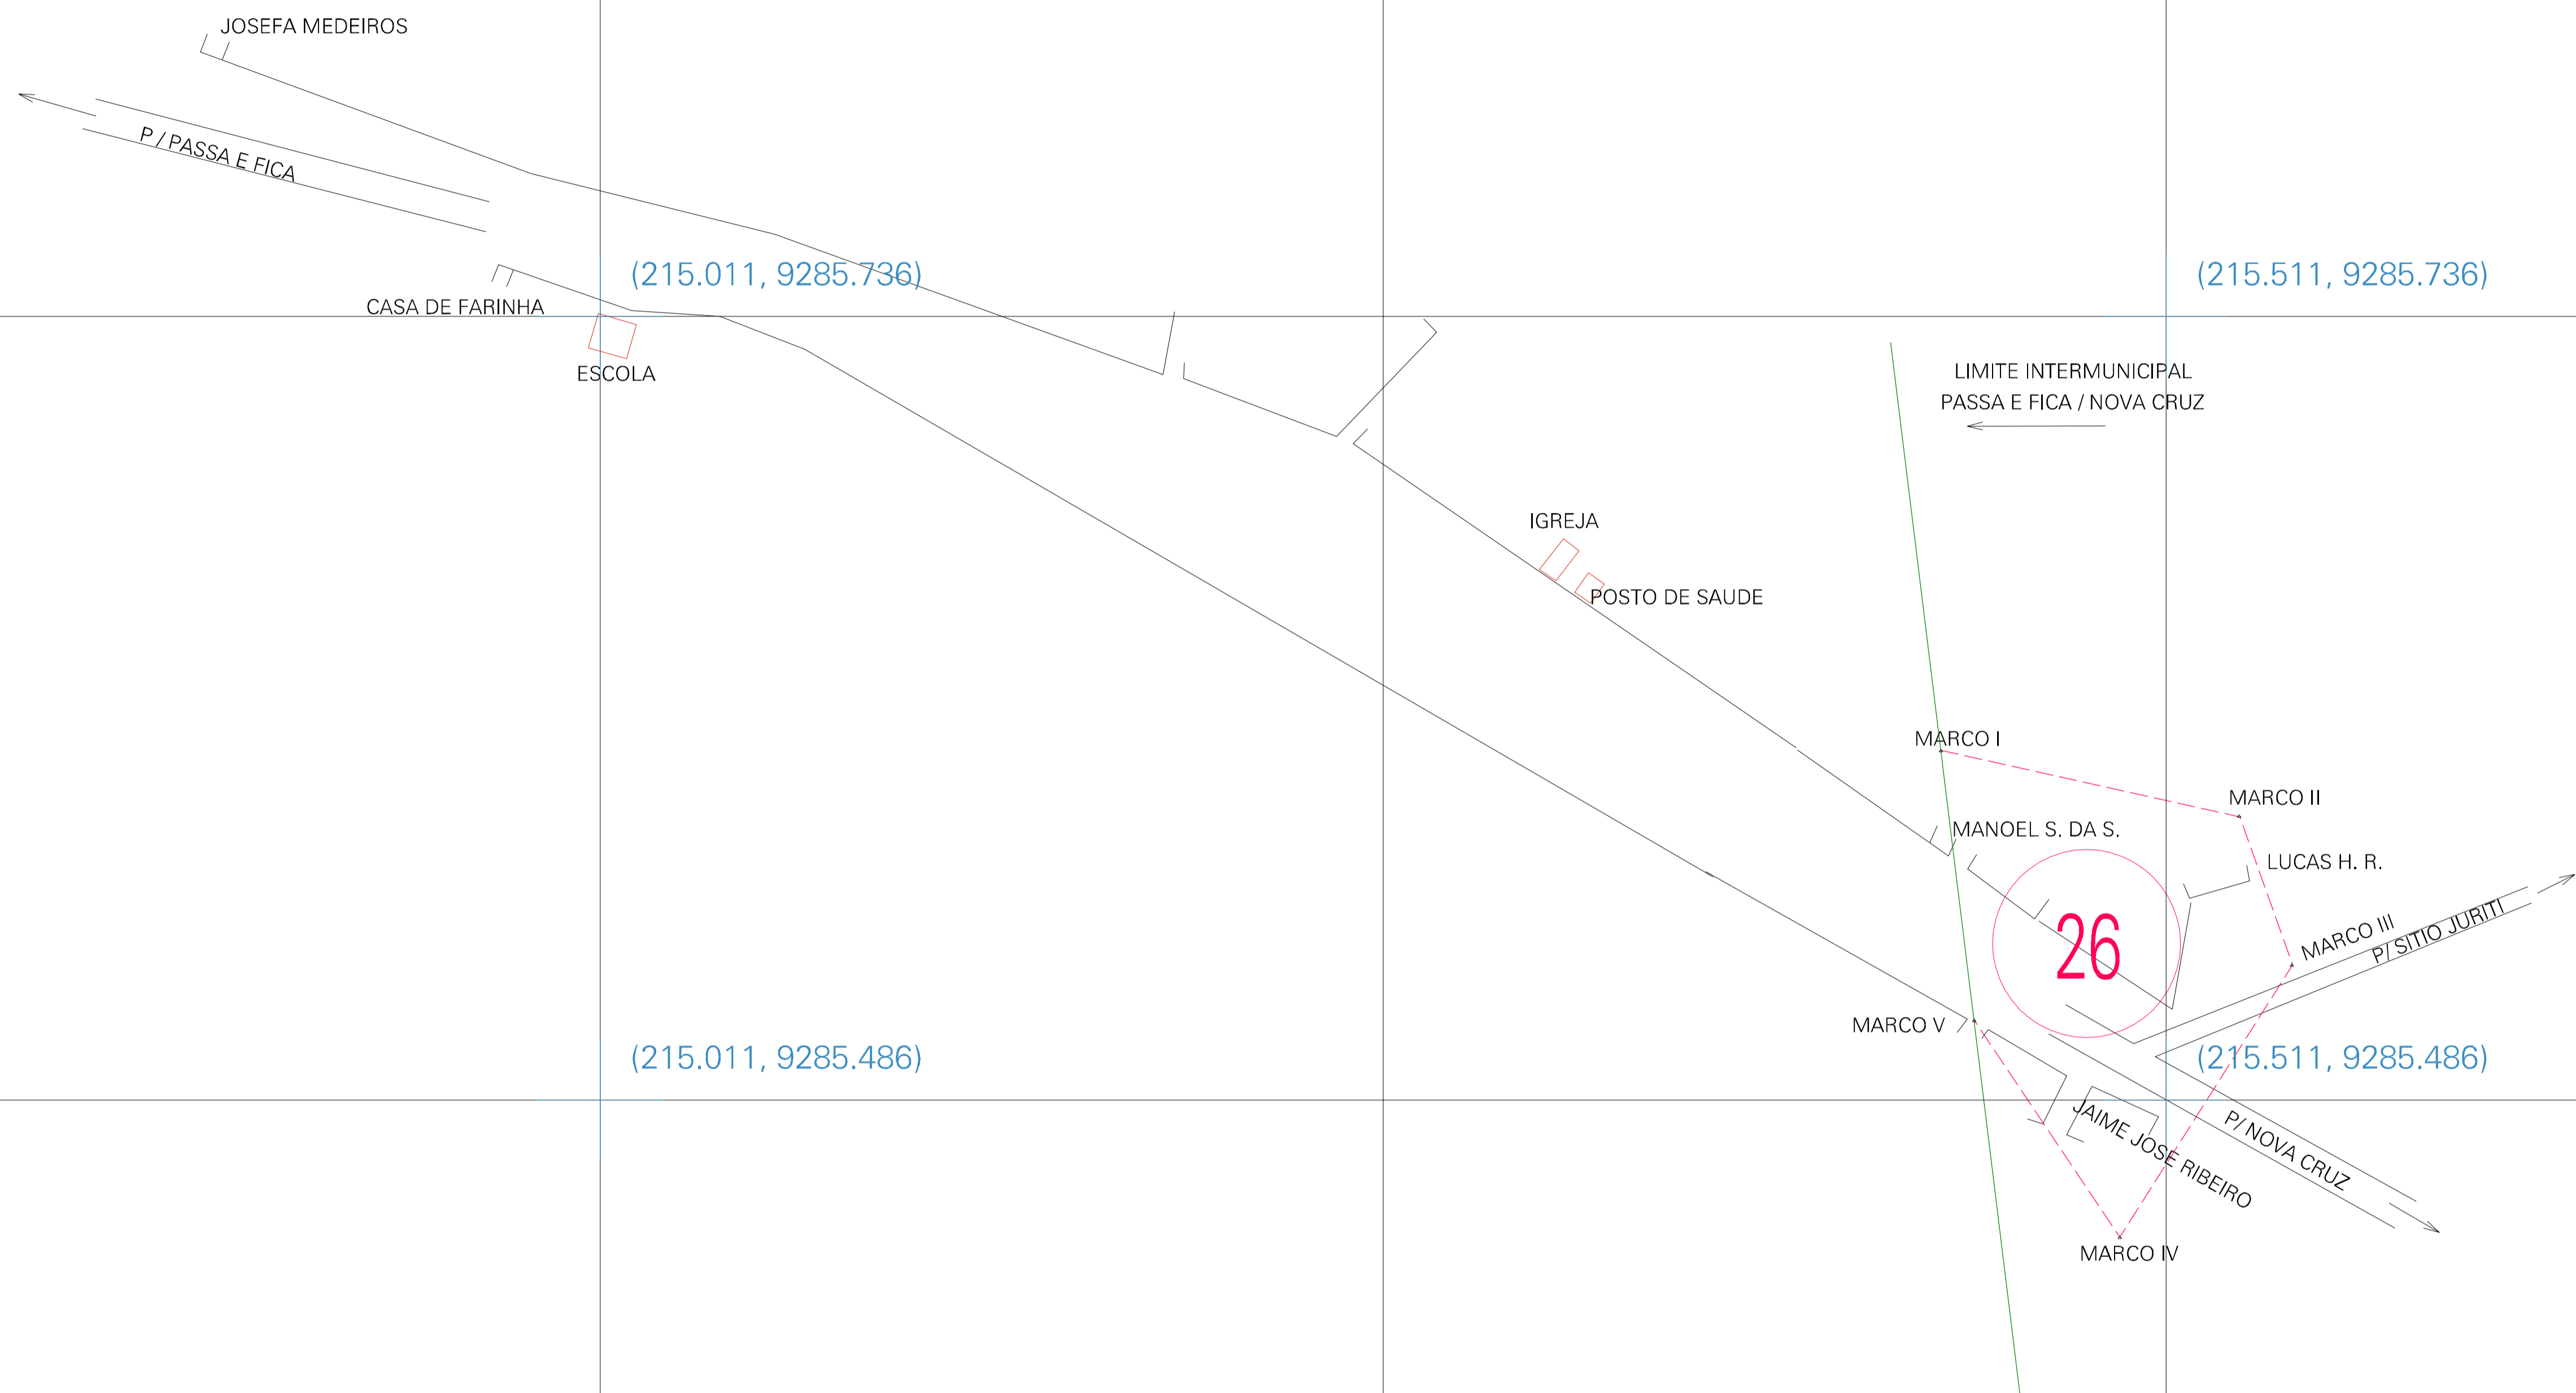 JOSEFA MEDEIROS
P / PASSA E FICA
(215.011, 9285.736)
(215.511, 9285.736)
CASA DE FARINHA
ESCOLA
LIMITE INTERMUNICIPAL
PASSA E FICA / NOVA CRUZ
IGREJA
POSTO DE SAUDE
MARCO I
MARCO II
MANOEL S. DA S.
LUCAS H. R.
MARCO III
P/ SITIO JURITI
26
MARCO V
(215.011, 9285.486)
(215.511, 9285.486)
JAIME JOSE RIBEIRO
P/ NOVA CRUZ
MARCO IV